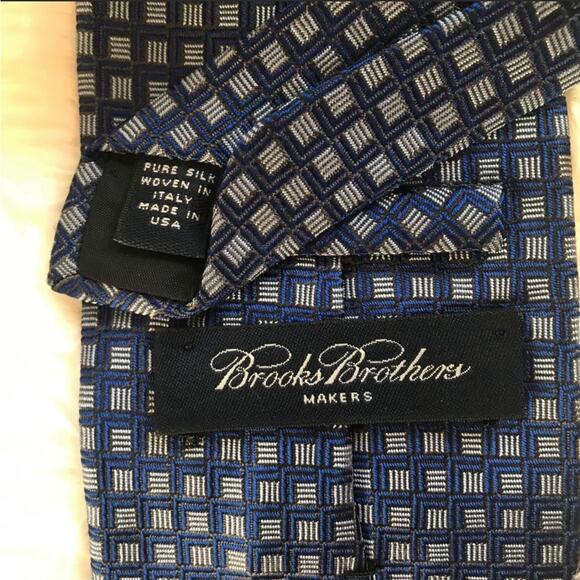 PURE SILK
WOVEN IN
ITALY
MADE IN
USA
Brooks Brothers
MAKERS